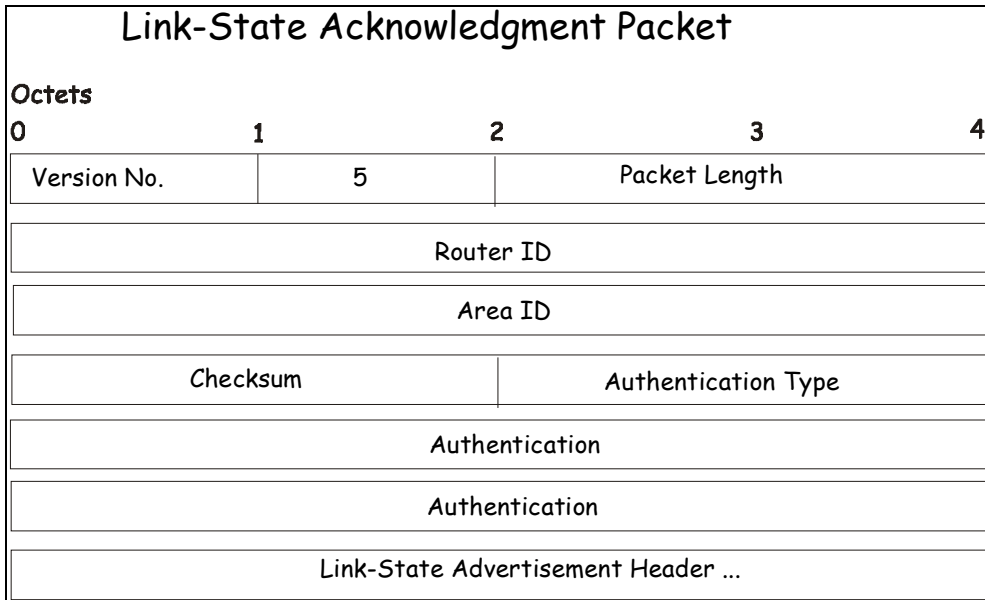 Link-State Acknowledgment Packet
Octets
0 1 2 3 4
Version No. 5 Packet Length
Router ID
Area ID
Checksum Authentication Type
Authentication
Authentication
Link-State Advertisement Header ...